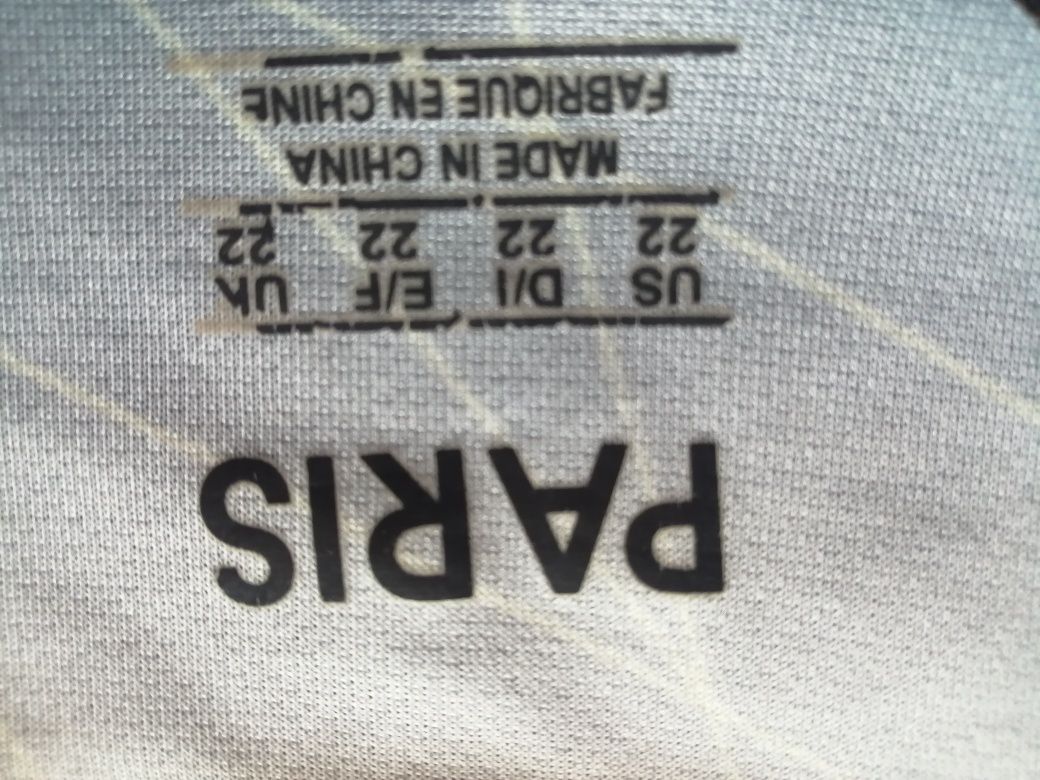 PARIS
US D/I E/F UK
22 22 22 22
MADE IN CHINA
FABRIQUE EN CHINE